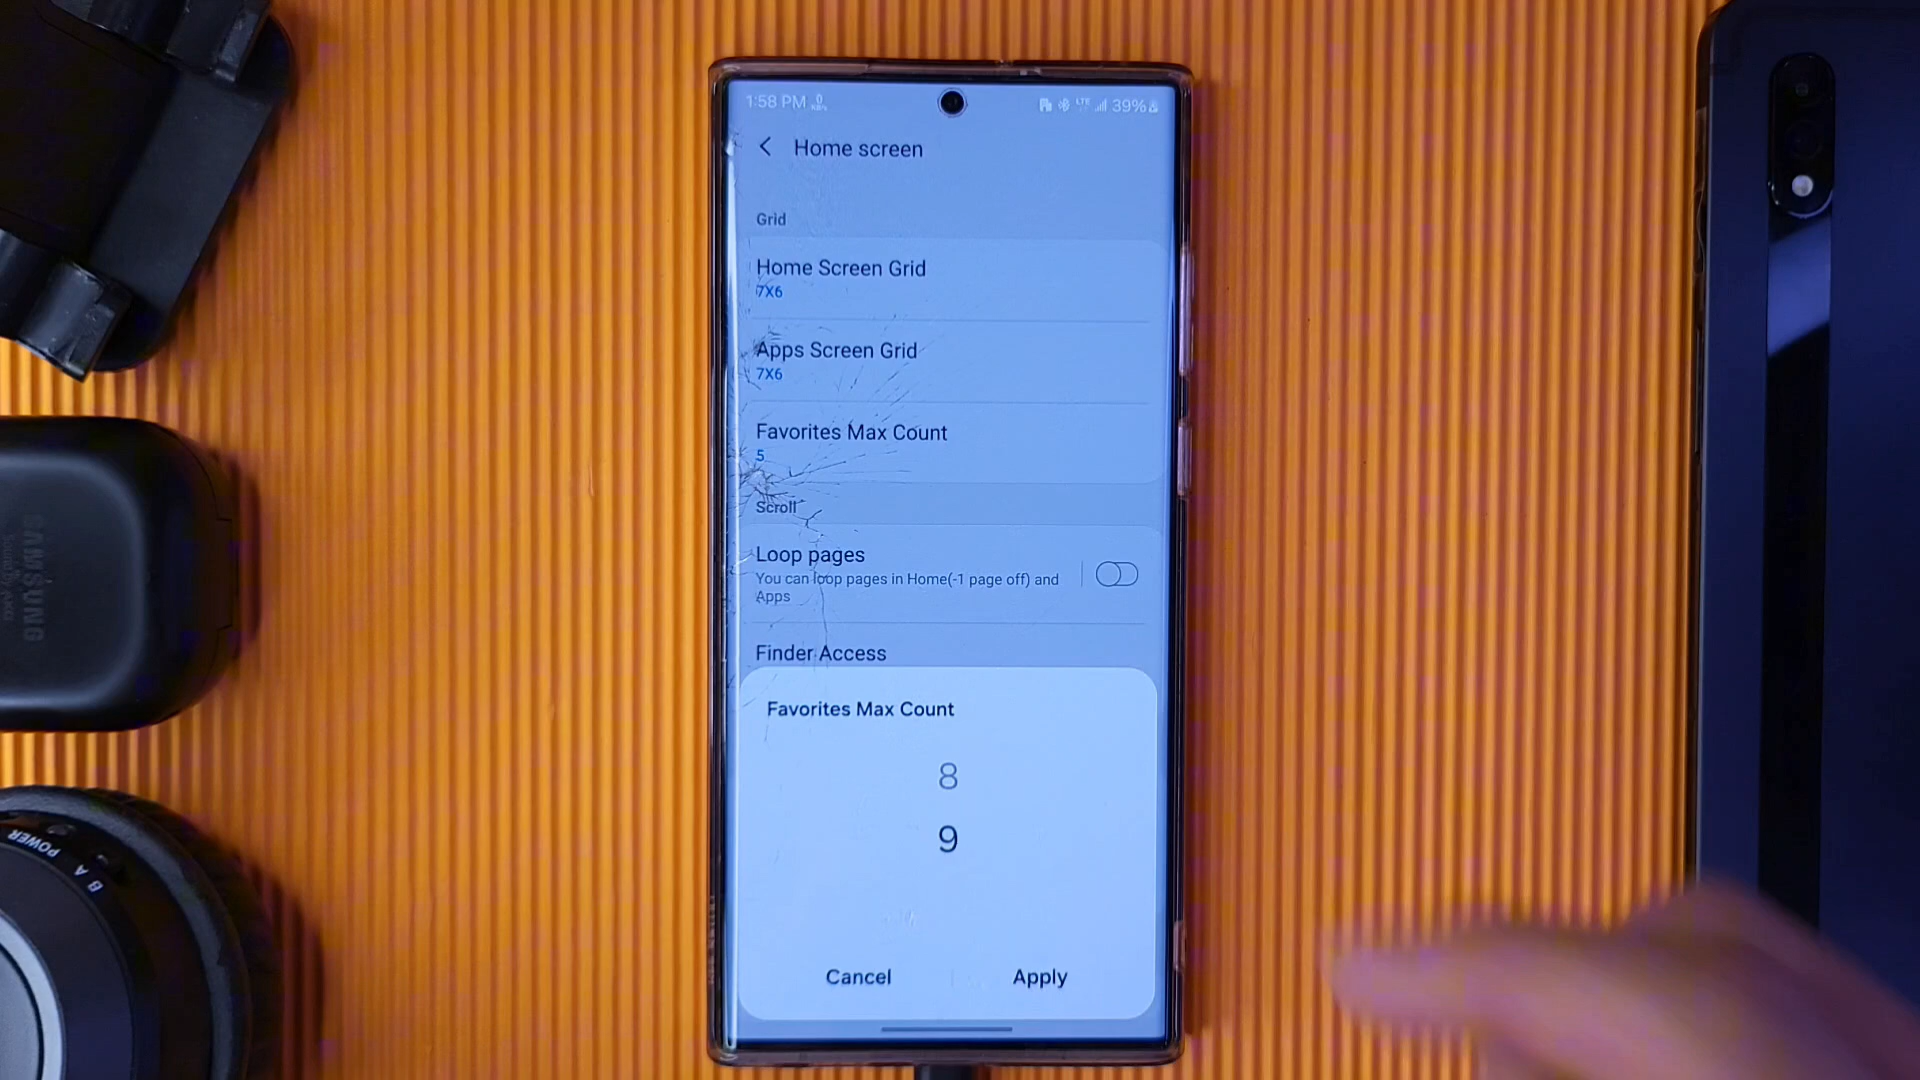 1:58 PM
LTE
39%
Home screen
Grid
Home Screen Grid
7X6
Apps Screen Grid
7X6
Favorites Max Count
5
Scroll
Loop pages
You can loop pages in Home(-1 page off) and
Apps
Finder Access
Favorites Max Count
8
9
Cancel
Apply
SAMSUNG
POWER
B A